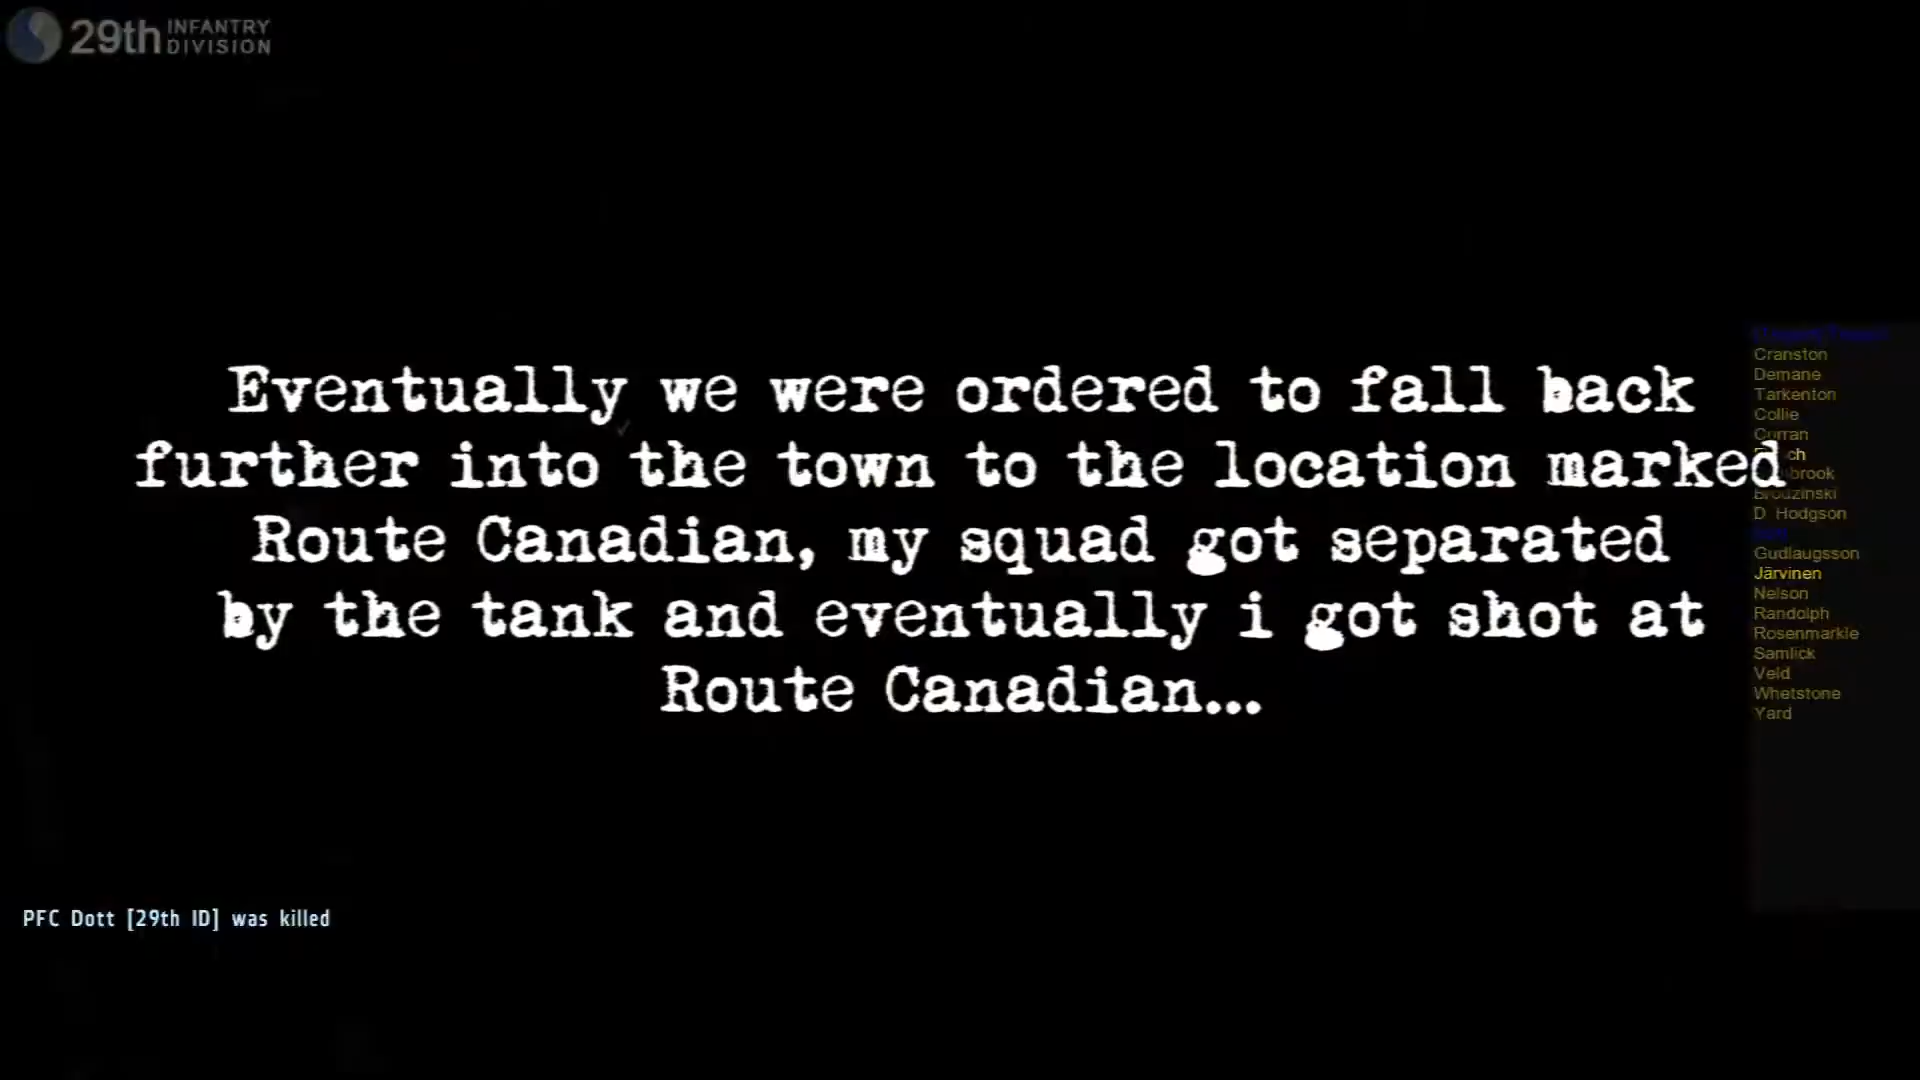 29th INFANTRY
DIVISION
Eventually we were ordered to fall back
further into the town to the location marked
Route Canadian, my squad got separated
by the tank and eventually i got shot at
Route Canadian...
Cranston
Demane
Tarkenton
Collie
Curran
Brodzinski
D Hodgson
Gudlaugsson
Järvinen
Nelson
Randolph
Rosenmarkle
Samlick
Veld
Whetstone
Yard
PFC Dott [29th ID] was killed